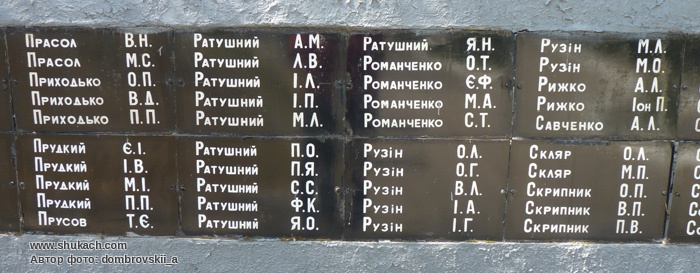 Прасол В.Н.
Прасол М.С.
Приходько О.П.
Приходько В.Д.
Приходько П.П.
Ратушний А.М.
Ратушний Л.В.
Ратушний І.Л.
Ратушний І.П.
Ратушний М.Л.
Ратушний Я.Н.
Романченко О.Т.
Романченко Є.Ф.
Романченко М.А.
Романченко С.Т.
Рузін М.Л.
Рузін М.О.
Рижко А.Л.
Рижко Іон П.
Савченко А.Л.
Прудкий Є.І.
Прудкий І.В.
Прудкий М.І.
Прудкий П.П.
Прусов Т.Є.
Ратушний П.О.
Ратушний П.Я.
Ратушний С.С.
Ратушний Ф.К.
Ратушний Я.О.
Рузін О.Л.
Рузін О.Г.
Рузін В.Л.
Рузін І.А.
Рузін І.Г.
Скляр О.Л.
Скляр М.П.
Скрипник О.П.
Скрипник В.П.
Скрипник П.В.
www.shukach.com
Автор фото: dombrovskii_a